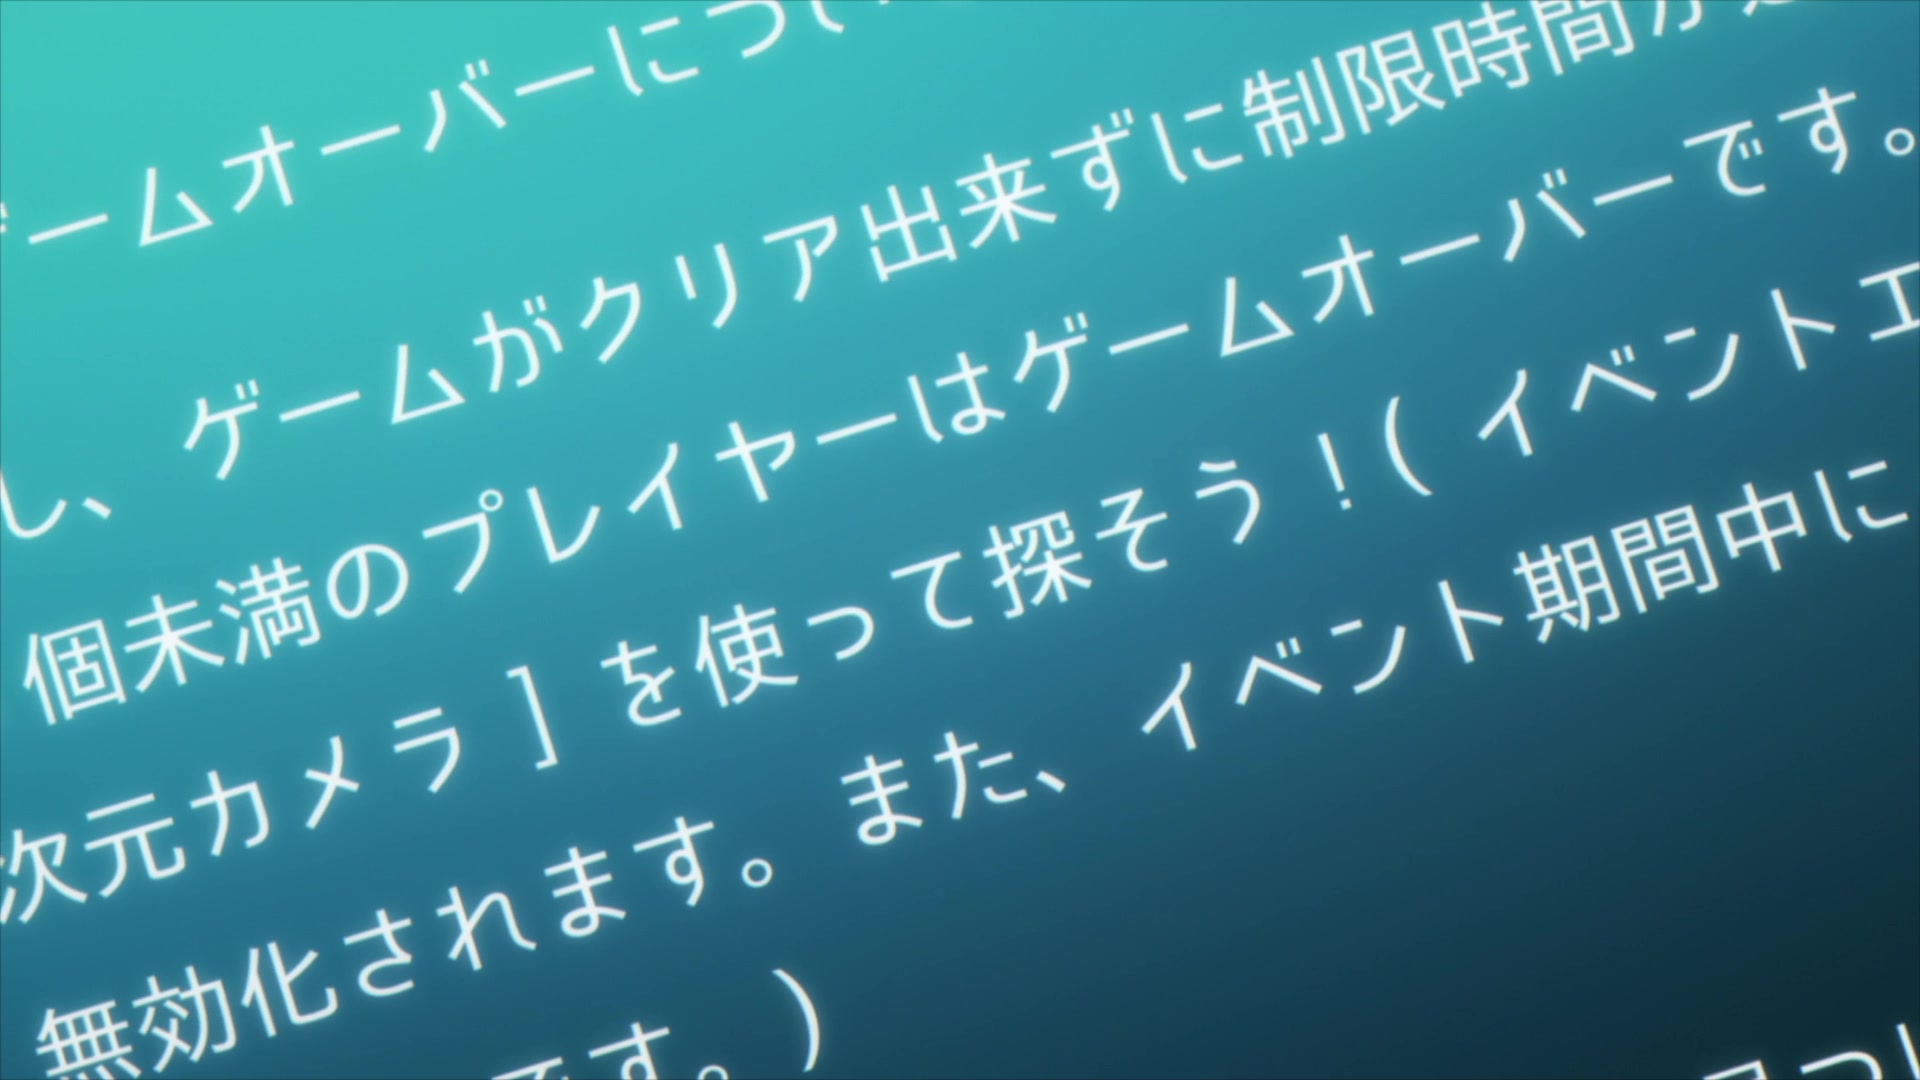 ームオーバーについ
し、 ゲームがクリア出来ずに制限時間が
個未満のプレイヤーはゲームオーバーです。
次元カメラ］を使って探そう！（イベントエ
無効化されます。また、イベント期間中に
です。）